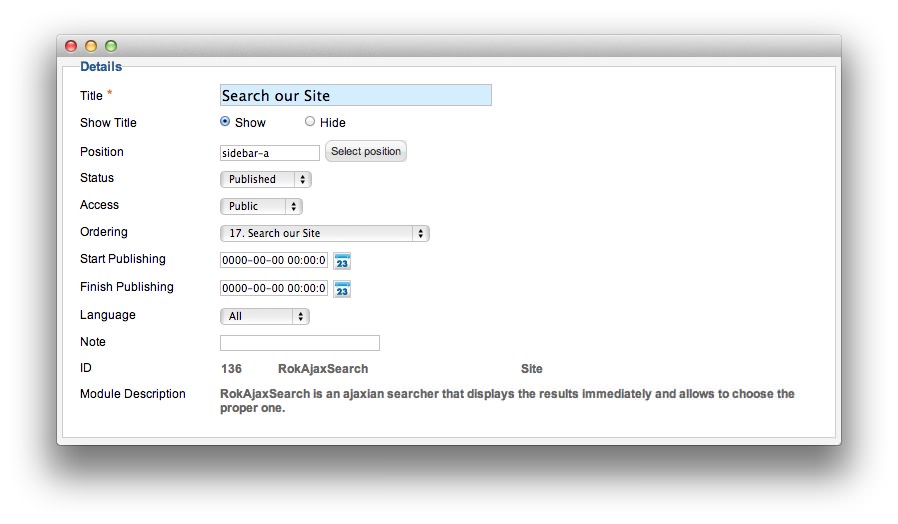 Details
Title * Search our Site
Show Title Show Hide
Position sidebar-a Select position
Status Published
Access Public
Ordering 17. Search our Site
Start Publishing 0000-00-00 00:00:0 23
Finish Publishing 0000-00-00 00:00:0 23
Language All
Note
ID 136 RokAjaxSearch Site
Module Description RokAjaxSearch is an ajaxian searcher that displays the results immediately and allows to choose the
proper one.